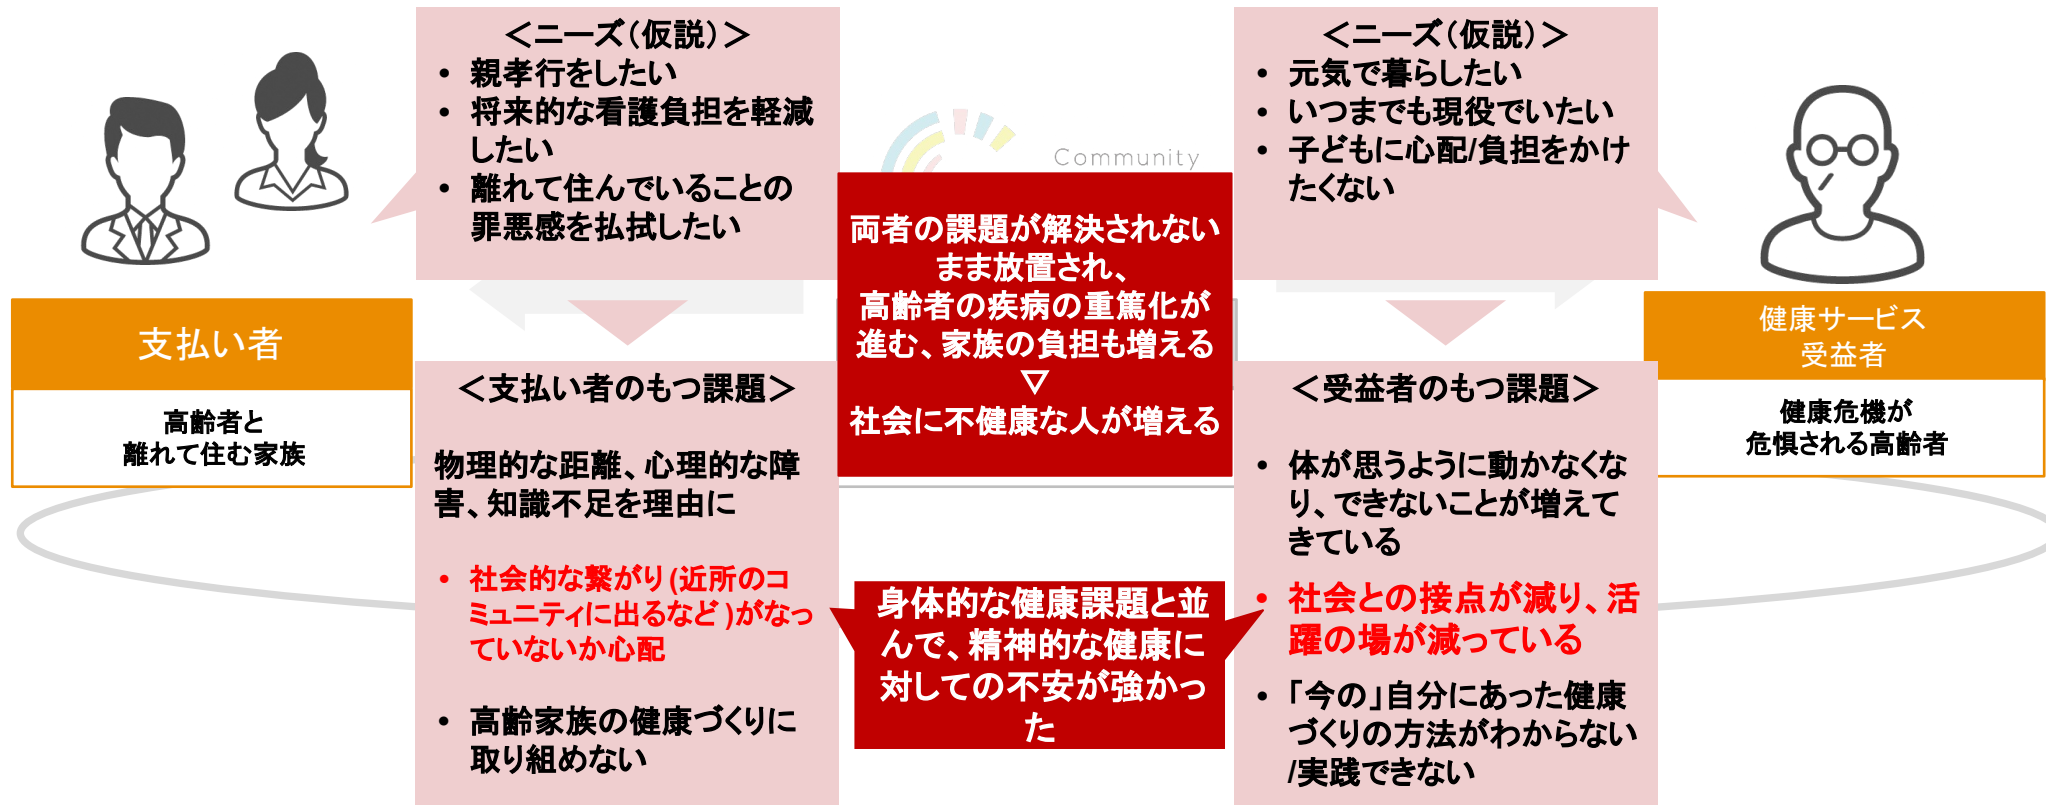 ＜ニーズ（仮説）＞
• 親孝行をしたい
• 将来的な看護負担を軽減
したい
• 離れて住んでいることの
罪悪感を払拭したい
支払い者
高齢者と
離れて住む家族
＜支払い者のもつ課題＞
物理的な距離、心理的な障
害、知識不足を理由に
• 社会的な繋がり(近所のコ
ミュニティに出るなど)がなっ
ていないか心配
• 高齢家族の健康づくりに
取り組めない
Community
両者の課題が解決されない
まま放置され、
高齢者の疾病の重篤化が
進む、家族の負担も増える
▽
社会に不健康な人が増える
身体的な健康課題と並
んで、精神的な健康に
対しての不安が強かっ
た
＜ニーズ（仮説）＞
• 元気で暮らしたい
• いつまでも現役でいたい
• 子どもに心配/負担をかけ
たくない
健康サービス
受益者
健康危機が
危惧される高齢者
＜受益者のもつ課題＞
• 体が思うように動かなくな
り、できないことが増えて
きている
• 社会との接点が減り、活
躍の場が減っている
• 「今の」自分にあった健康
づくりの方法がわからない
/実践できない